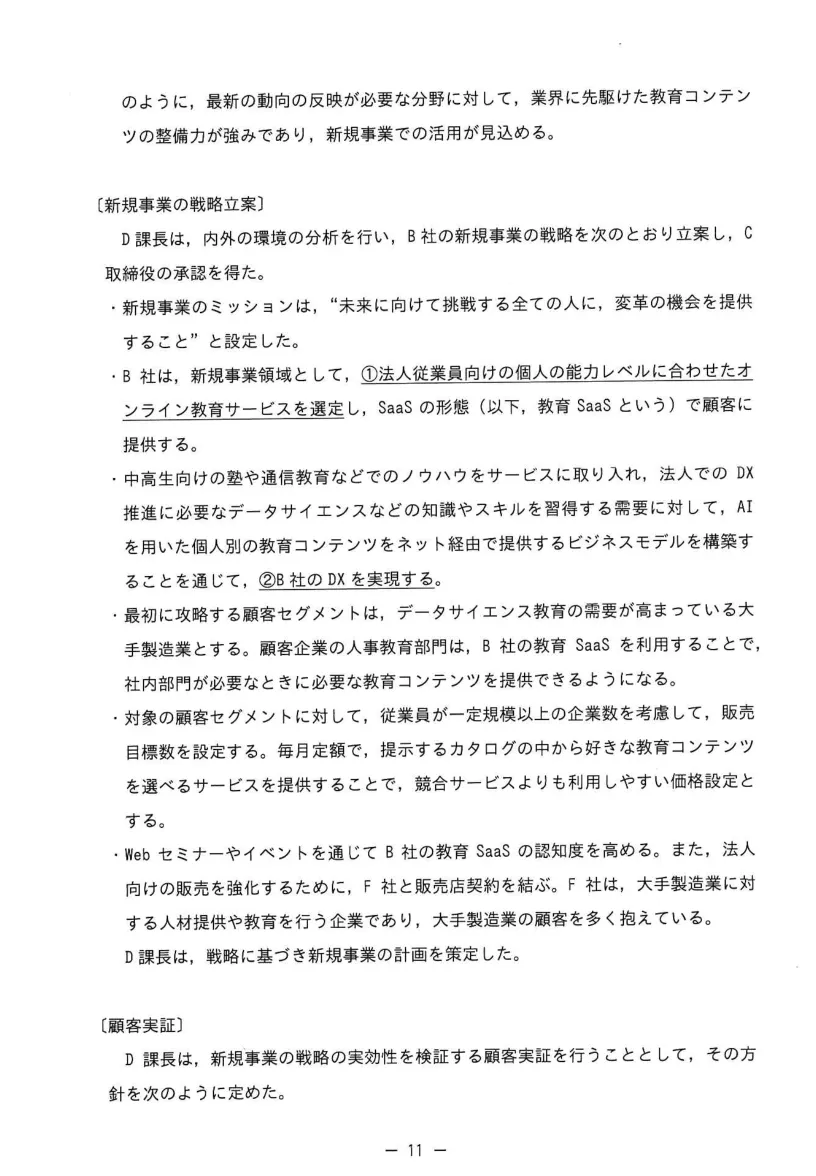 のように，最新の動向の反映が必要な分野に対して，業界に先駆けた教育コンテン
ツの整備力が強みであり，新規事業での活用が見込める。
〔新規事業の戦略立案〕
D課長は，内外の環境の分析を行い，B社の新規事業の戦略を次のとおり立案し，C
取締役の承認を得た。
・新規事業のミッションは，“未来に向けて挑戦する全ての人に，変革の機会を提供
すること”と設定した。
・B 社は，新規事業領域として，①法人従業員向けの個人の能力レベルに合わせたオ
ンライン教育サービスを選定し，SaaS の形態（以下，教育 SaaS という）で顧客に
提供する。
・中高生向けの塾や通信教育などでのノウハウをサービスに取り入れ，法人での DX
推進に必要なデータサイエンスなどの知識やスキルを習得する需要に対して，AI
を用いた個人別の教育コンテンツをネット経由で提供するビジネスモデルを構築す
ることを通じて，②B社の DX を実現する。
・最初に攻略する顧客セグメントは，データサイエンス教育の需要が高まっている大
手製造業とする。顧客企業の人事教育部門は，B 社の教育 SaaS を利用することで，
社内部門が必要なときに必要な教育コンテンツを提供できるようになる。
・対象の顧客セグメントに対して，従業員が一定規模以上の企業数を考慮して，販売
目標数を設定する。毎月定額で，提示するカタログの中から好きな教育コンテンツ
を選べるサービスを提供することで，競合サービスよりも利用しやすい価格設定と
する。
・Web セミナーやイベントを通じて B 社の教育 SaaS の認知度を高める。また，法人
向けの販売を強化するために，F 社と販売店契約を結ぶ。F 社は，大手製造業に対
する人材提供や教育を行う企業であり，大手製造業の顧客を多く抱えている。
D課長は，戦略に基づき新規事業の計画を策定した。
〔顧客実証〕
D 課長は，新規事業の戦略の実効性を検証する顧客実証を行うこととして，その方
針を次のように定めた。
— 11 —